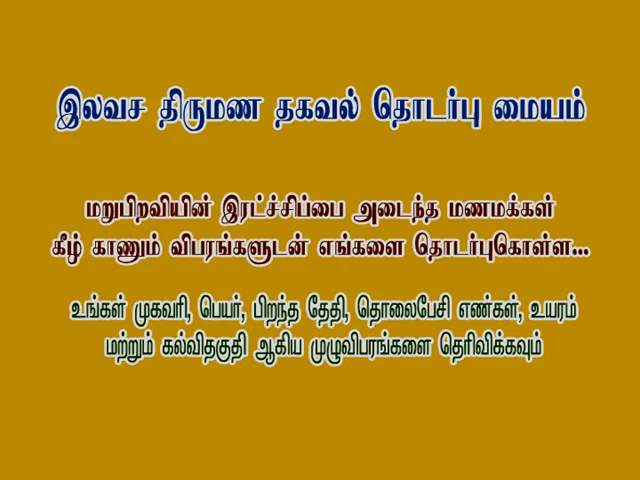 இலவச திருமண தகவல் தொடர்பு மையம்
மறுபிறவியின் இரட்ச்சிப்பை அடைந்த மணமக்கள்
கீழ் காணும் விபரங்களுடன் எங்களை தொடர்புகொள்ள...
உங்கள் முகவரி, பெயர், பிறந்த தேதி, தொலைபேசி எண்கள், உயரம்
மற்றும் கல்விதகுதி ஆகிய முழுவிபரங்களை தெரிவிக்கவும்